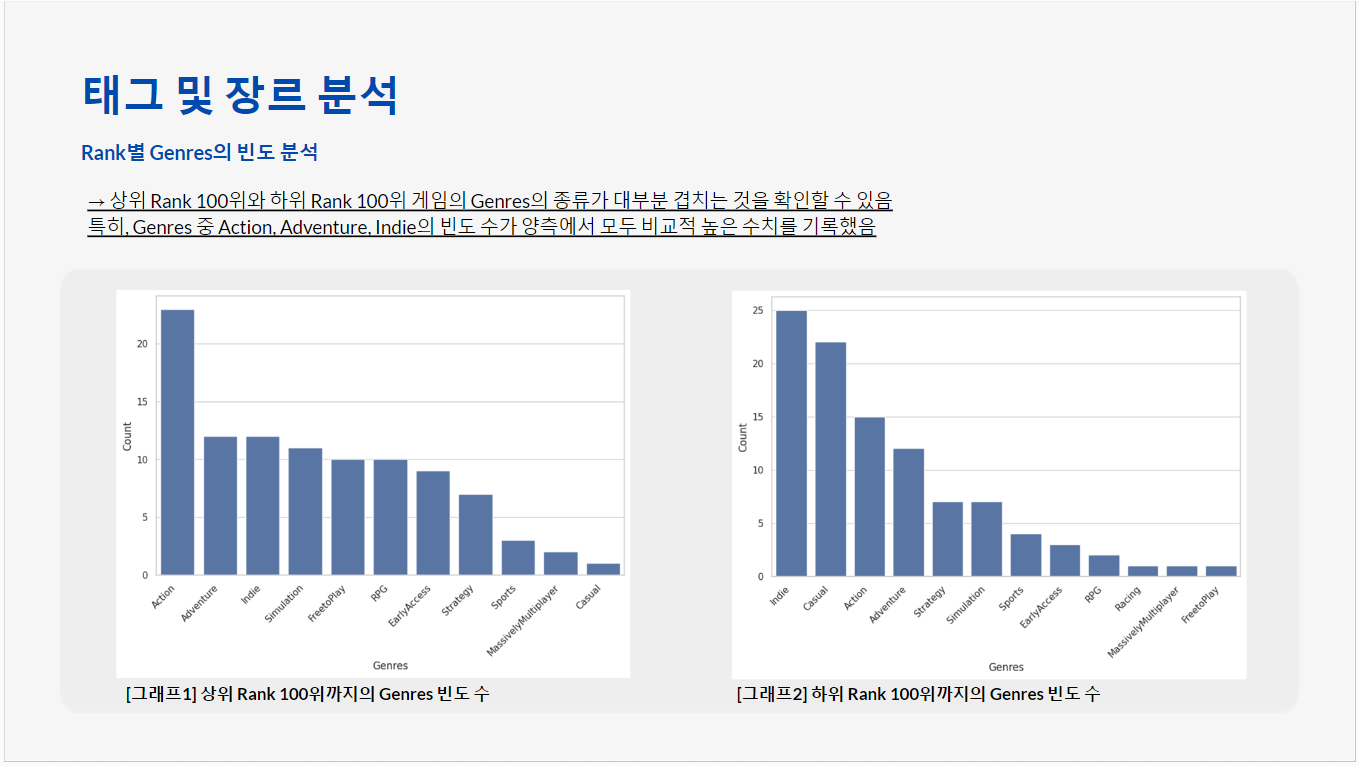 태그 및 장르 분석
Rank별 Genres의 빈도 분석
→ 상위 Rank 100위와 하위 Rank 100위 게임의 Genres의 종류가 대부분 겹치는 것을 확인할 수 있음
특히, Genres 중 Action, Adventure, Indie의 빈도 수가 양측에서 모두 비교적 높은 수치를 기록했음
Count
20
15
10
5
0
Action
Adventure
Indie
Simulation
FreetoPlay
RPG
EarlyAccess
Strategy
Sports
MassivelyMultiplayer
Casual
Genres
[그래프1] 상위 Rank 100위까지의 Genres 빈도 수
Count
25
20
15
10
5
0
Indie
Casual
Action
Adventure
Strategy
Simulation
Sports
EarlyAccess
RPG
Racing
MassivelyMultiplayer
FreetoPlay
Genres
[그래프2] 하위 Rank 100위까지의 Genres 빈도 수